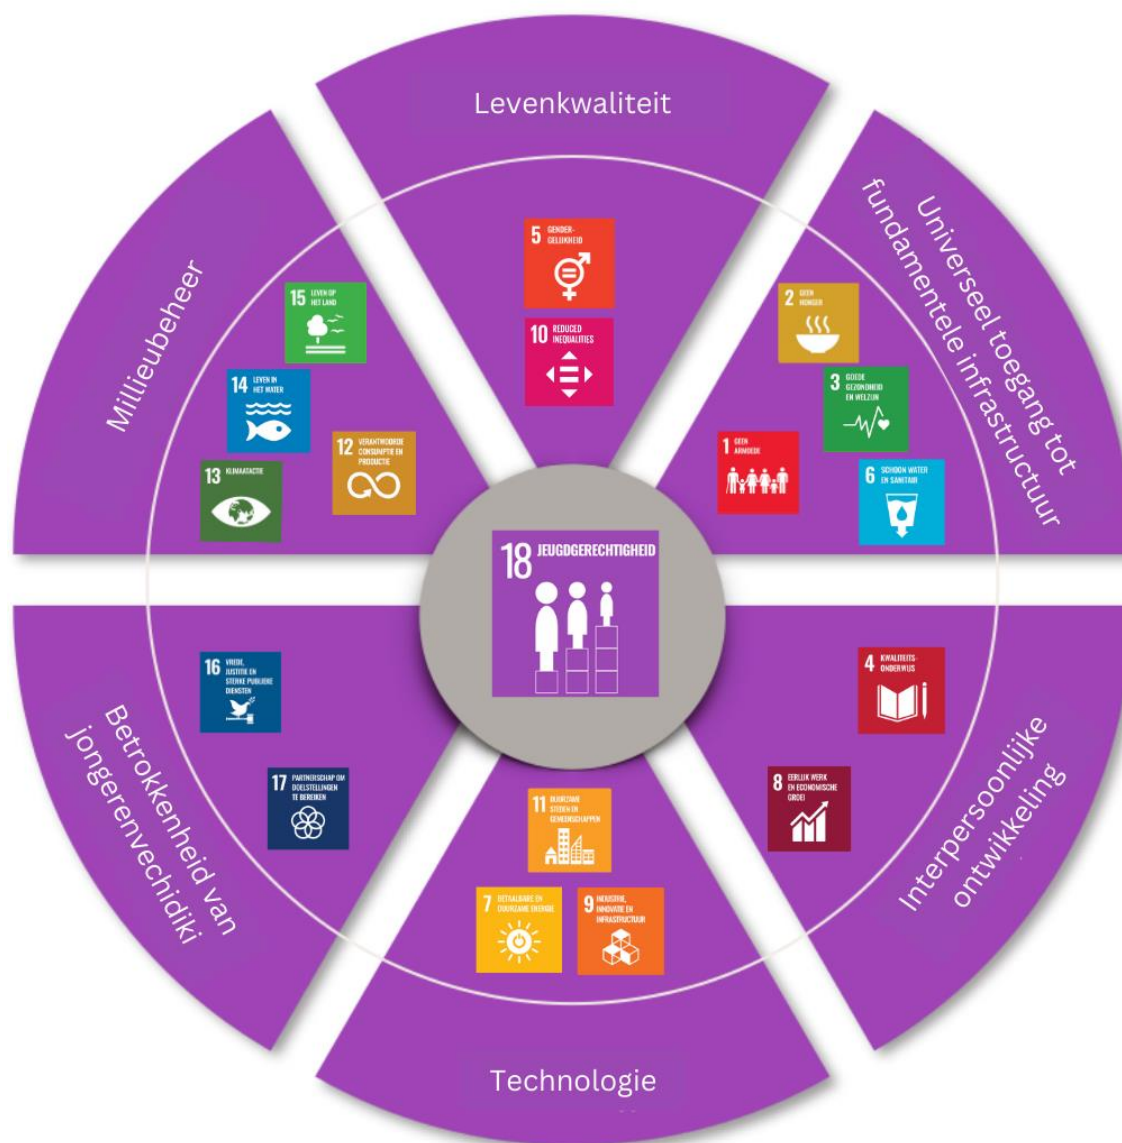 Levenkwaliteit
5 GENDER-
GELIJKHEID
10 REDUCED
INEQUALITIES
Universeel toegang tot
fundamentele infrastructuur
2 GEEN
HONGER
3 GOEDE
GEZONDHEID
EN WELZIJN
1 GEEN
ARMOEDE
6 SCHOON WATER
EN SANITAIR
Interpersoonlijke
ontwikkeling
4 KWALITEITS-
ONDERWIJS
8 EERLIJK WERK
EN ECONOMISCHE
GROEI
Technologie
11 DUURZAME
STEDEN EN
GEMEENSCHAPPEN
7 BETAALBARE EN
DUURZAME ENERGIE
9 INDUSTRIE,
INNOVATIE EN
INFRASTRUCTUUR
Betrokkenheid van
jongerenvechidiki
16 VREDE,
JUSTITIE EN
STERKE PUBLIEKE
DIENSTEN
17 PARTNERSCHAP OM
DOELSTELLINGEN
TE BEREIKEN
Millieubeheer
15 LEVEN OP
HET LAND
14 LEVEN IN
HET WATER
12 VERANTWOORDE
CONSUMPTIE EN
PRODUCTIE
13 KLIMAATACTIE
18 JEUGDGERECHTIGHEID